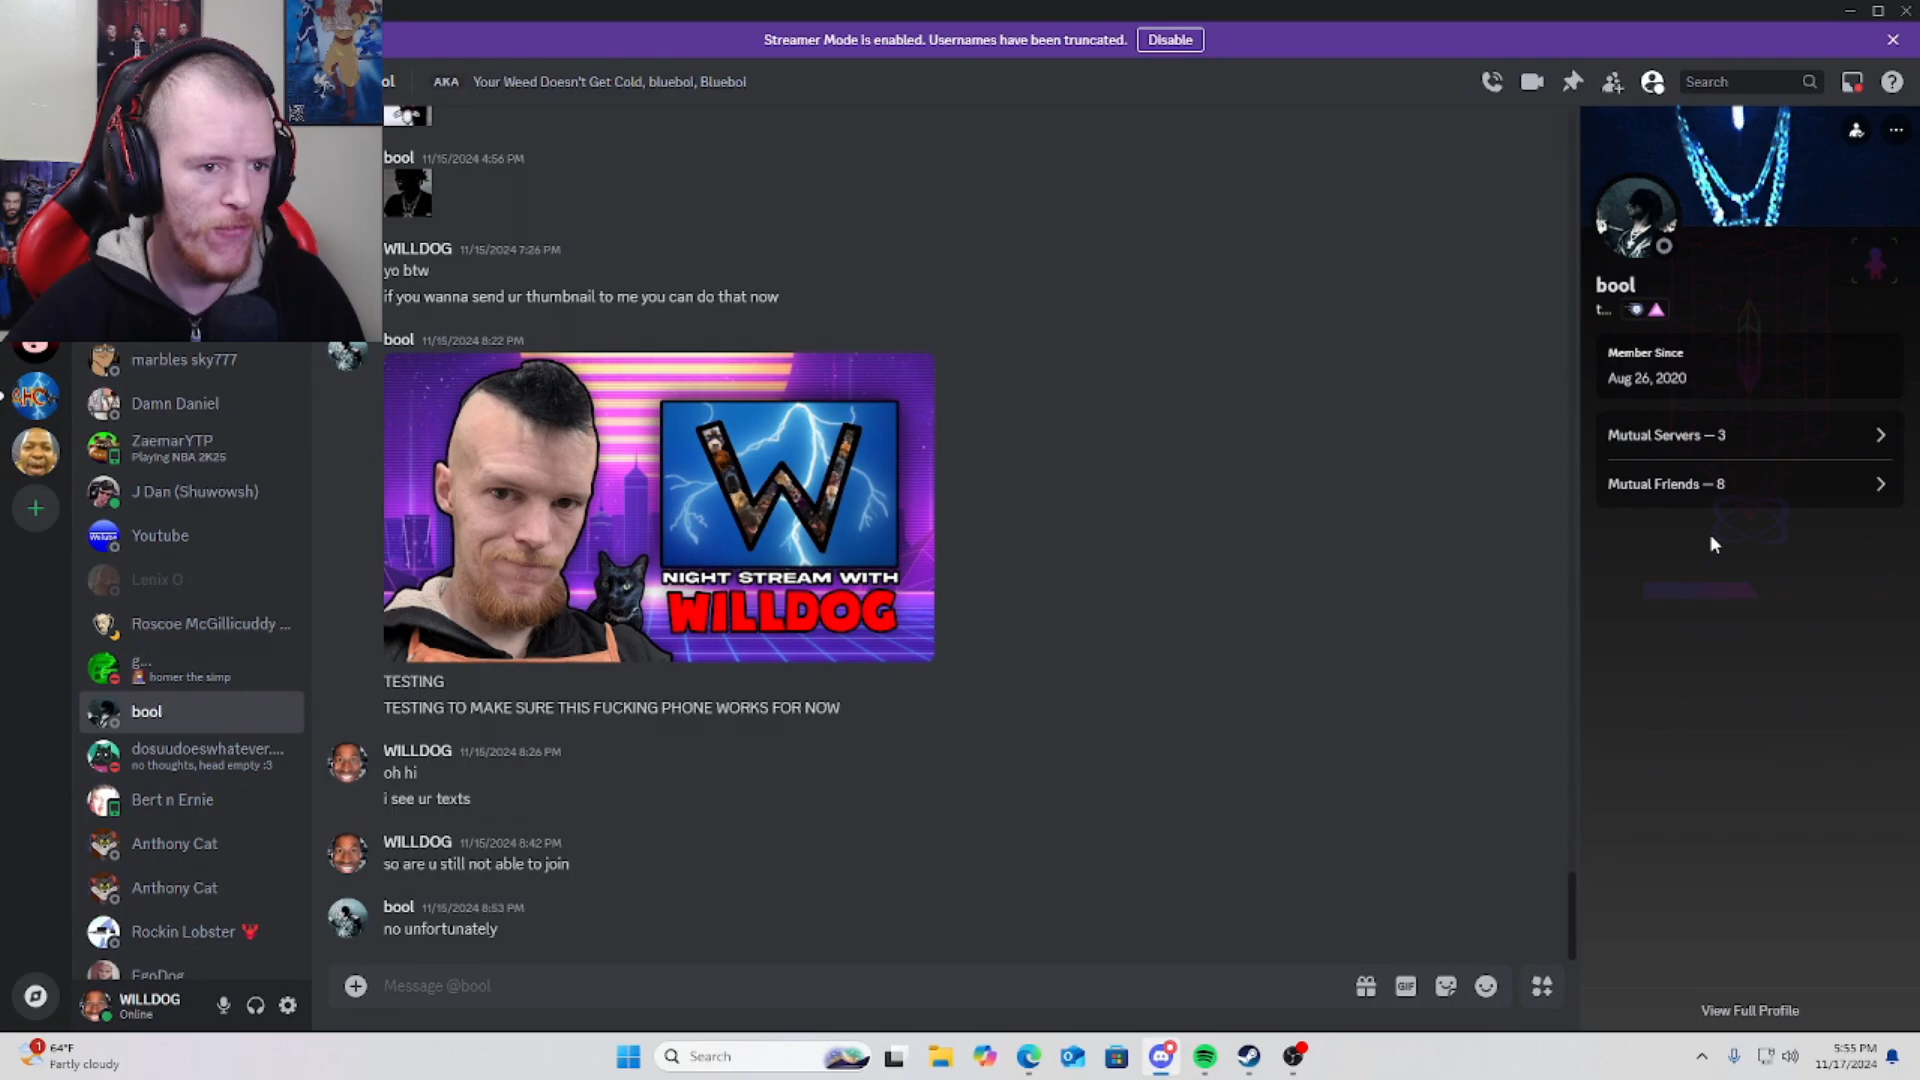 Streamer Mode is enabled. Usernames have been truncated. Disable
ol AKA Your Weed Doesn't Get Cold, bluebol, Bluebol
Search
bool 11/15/2024 4:56 PM
WILLDOG 11/15/2024 7:26 PM
yo btw
if you wanna send ur thumbnail to me you can do that now
bool 11/15/2024 8:22 PM
W
NIGHT STREAM WITH
WILLDOG
TESTING
TESTING TO MAKE SURE THIS FUCKING PHONE WORKS FOR NOW
WILLDOG 11/15/2024 8:26 PM
oh hi
i see ur texts
WILLDOG 11/15/2024 8:42 PM
so are u still not able to join
bool 11/15/2024 8:53 PM
no unfortunately
Message @bool
GIF
HC
marbles sky777
Damn Daniel
ZaemarYTP
Playing NBA 2K25
J Dan (Shuwowsh)
Youtube
Lenix O
Roscoe McGillicuddy ...
g...
homer the simp
bool
dosuudoeswhatever....
no thoughts, head empty :3
Bert n Ernie
Anthony Cat
Anthony Cat
Rockin Lobster
EgoDog
WILLDOG
Online
bool
t...
Member Since
Aug 26, 2020
Mutual Servers — 3
Mutual Friends — 8
View Full Profile
1
64°F
Partly cloudy
Search
5:55 PM
11/17/2024